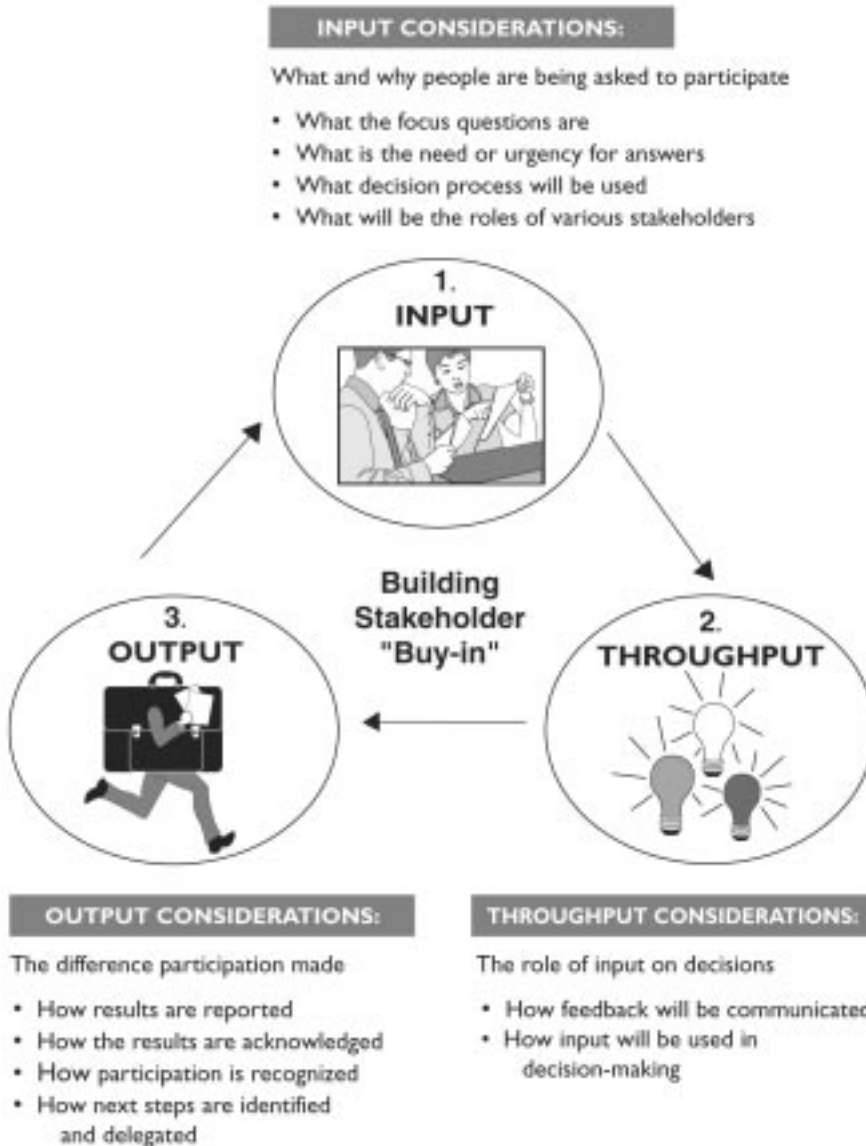 INPUT CONSIDERATIONS:
What and why people are being asked to participate
• What the focus questions are
• What is the need or urgency for answers
• What decision process will be used
• What will be the roles of various stakeholders
1.
INPUT
Building
Stakeholder
"Buy-in"
2.
THROUGHPUT
3.
OUTPUT
OUTPUT CONSIDERATIONS:
The difference participation made
• How results are reported
• How the results are acknowledged
• How participation is recognized
• How next steps are identified
and delegated
THROUGHPUT CONSIDERATIONS:
The role of input on decisions
• How feedback will be communicated
• How input will be used in
decision-making